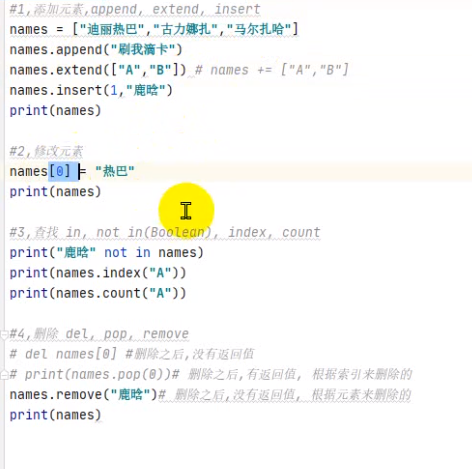 #1,添加元素,append, extend, insert
names = ["迪丽热巴","古力娜扎","马尔扎哈"]
names.append("刷我滴卡")
names.extend(["A","B"]) # names += ["A","B"]
names.insert(1,"鹿晗")
print(names)
#2,修改元素
names[0] = "热巴"
print(names)
#3,查找 in, not in(Boolean), index, count
print("鹿晗" not in names)
print(names.index("A"))
print(names.count("A"))
#4,删除 del, pop, remove
# del names[0] #删除之后,没有返回值
# print(names.pop(0))# 删除之后,有返回值, 根据索引来删除的
names.remove("鹿晗")# 删除之后,没有返回值, 根据元素来删除的
print(names)